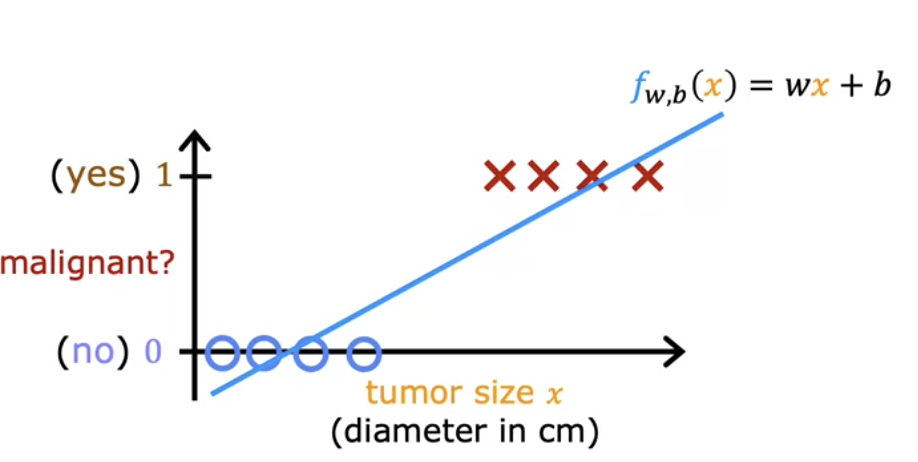 f_{w,b}(x) = wx + b
(yes) 1
malignant?
(no) 0
tumor size x
(diameter in cm)